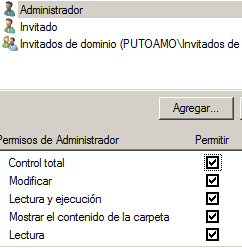 Administrador
Invitado
Invitados de dominio (PUTOAMO\Invitados de
Agregar...
Permisos de Administrador Permitir
Control total
Modificar
Lectura y ejecución
Mostrar el contenido de la carpeta
Lectura